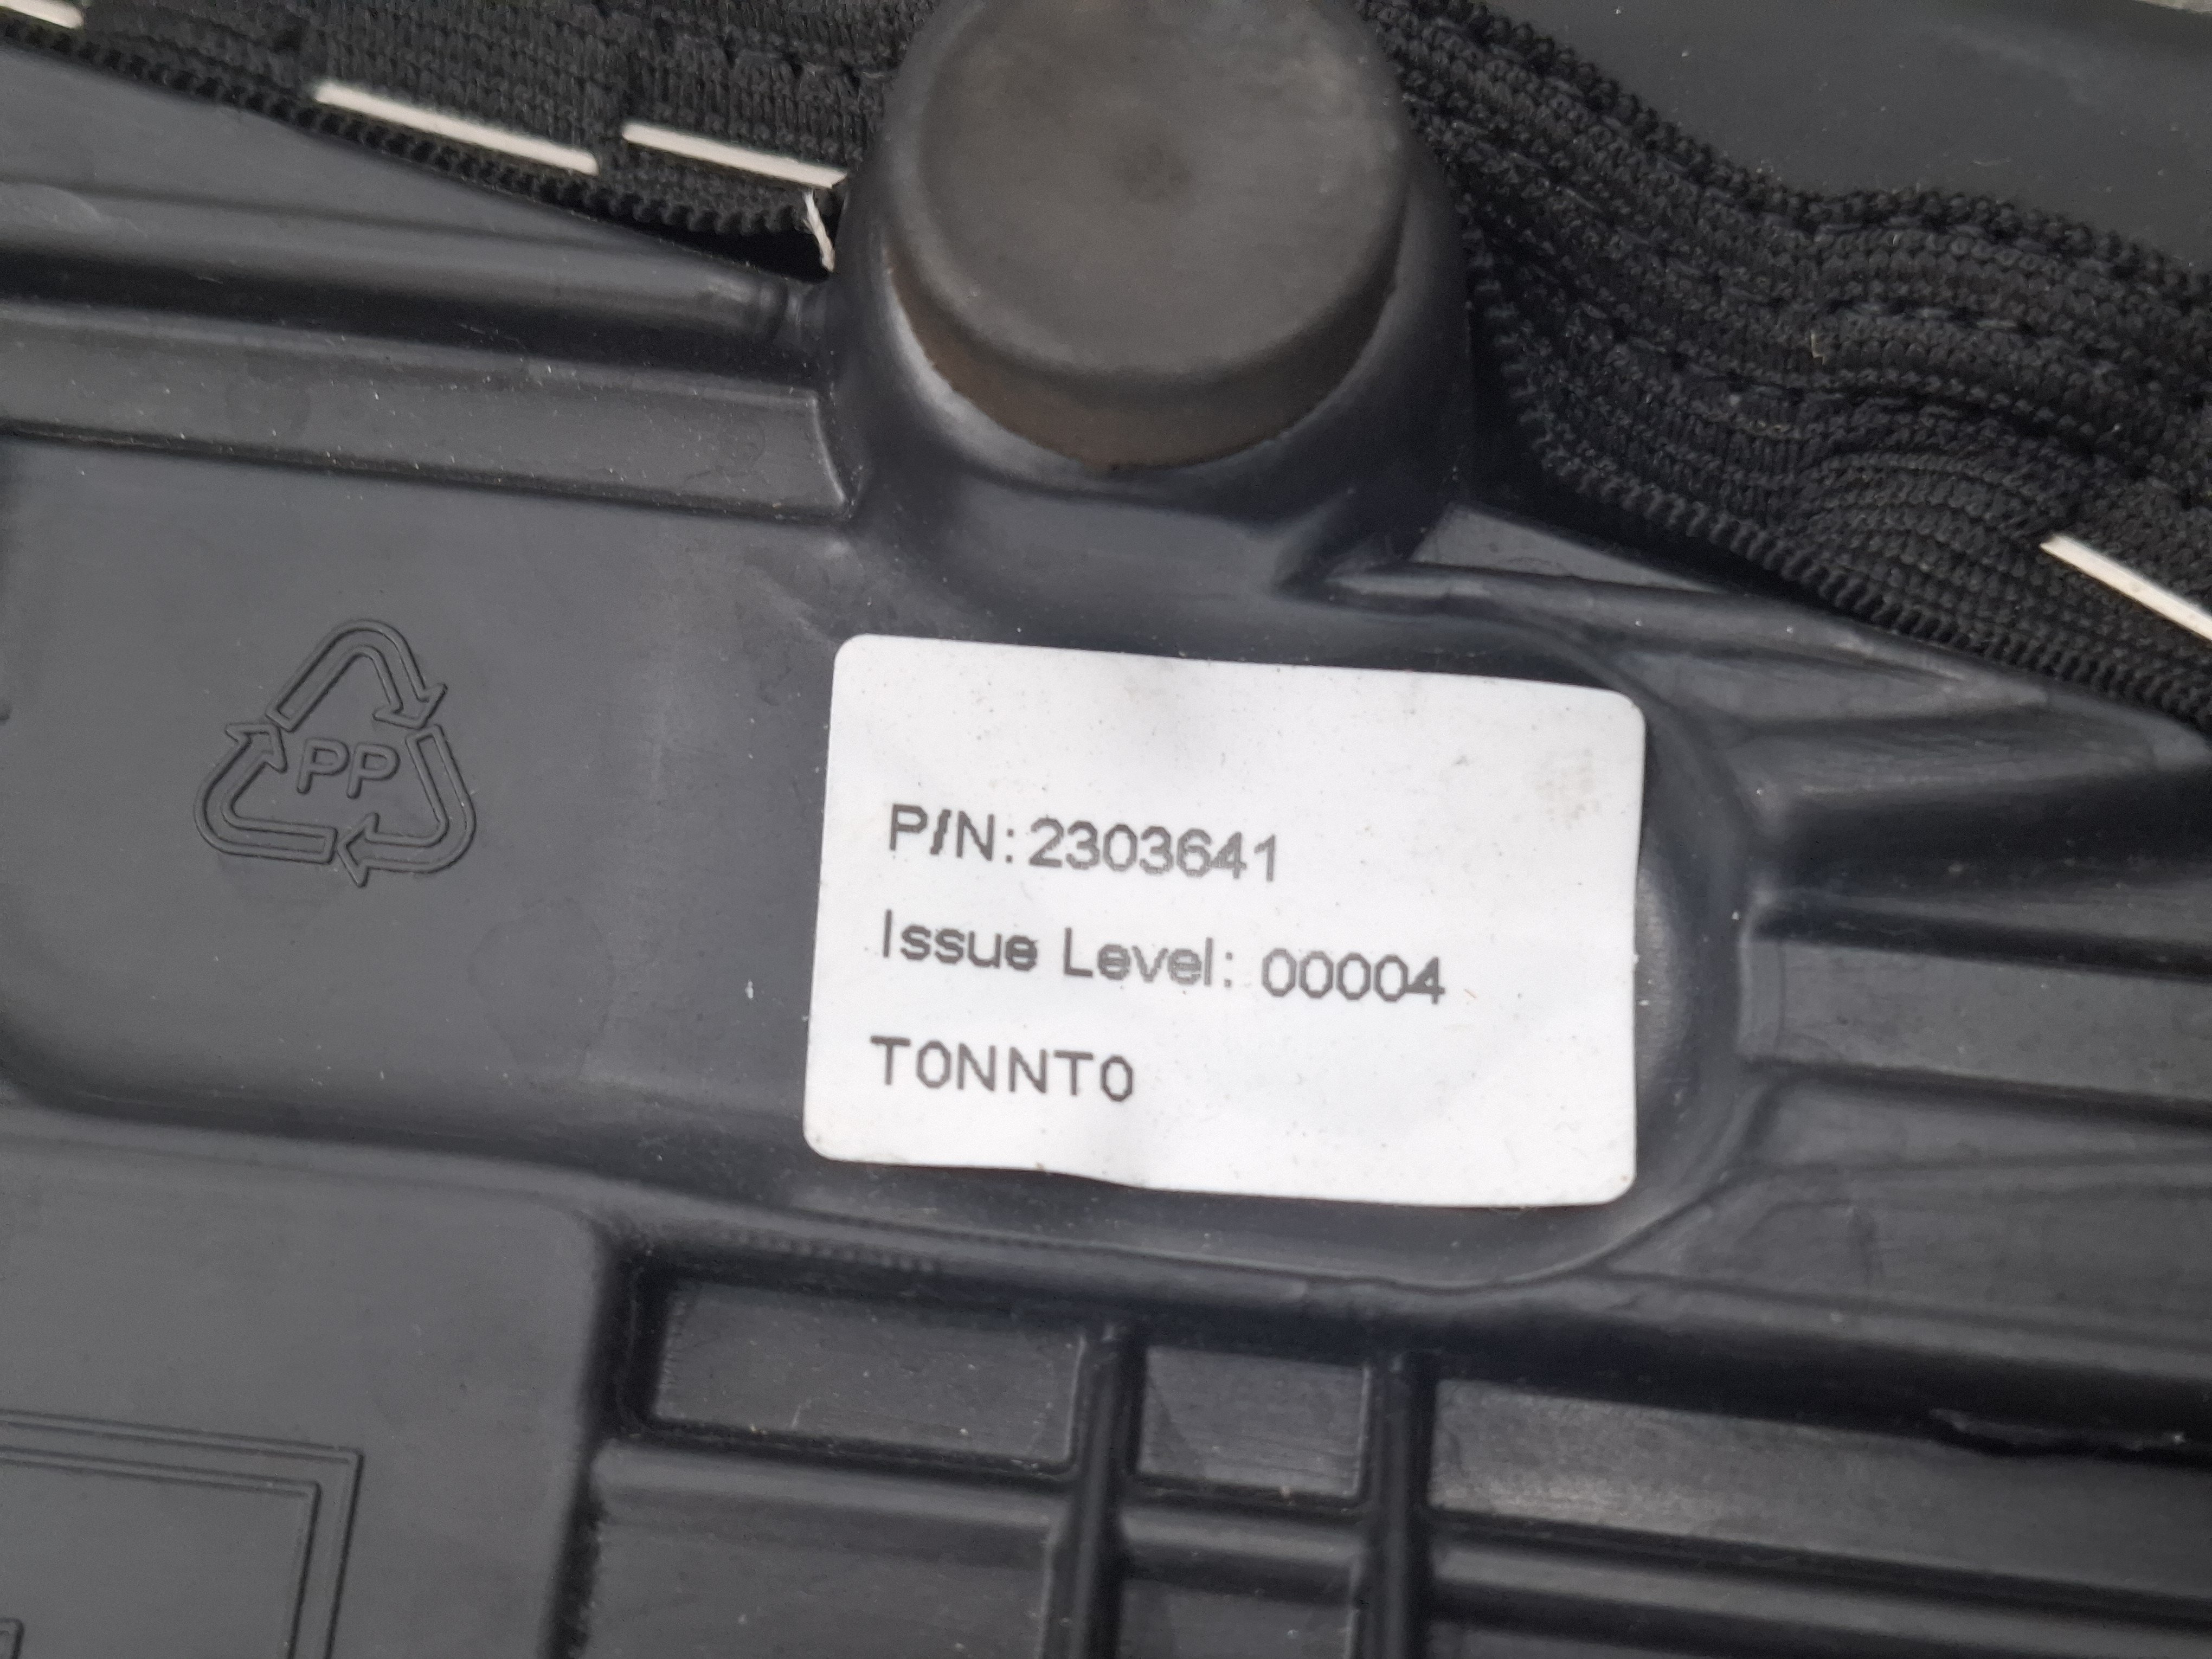 PP
P/N: 2303641
Issue Level: 00004
T0NNT0